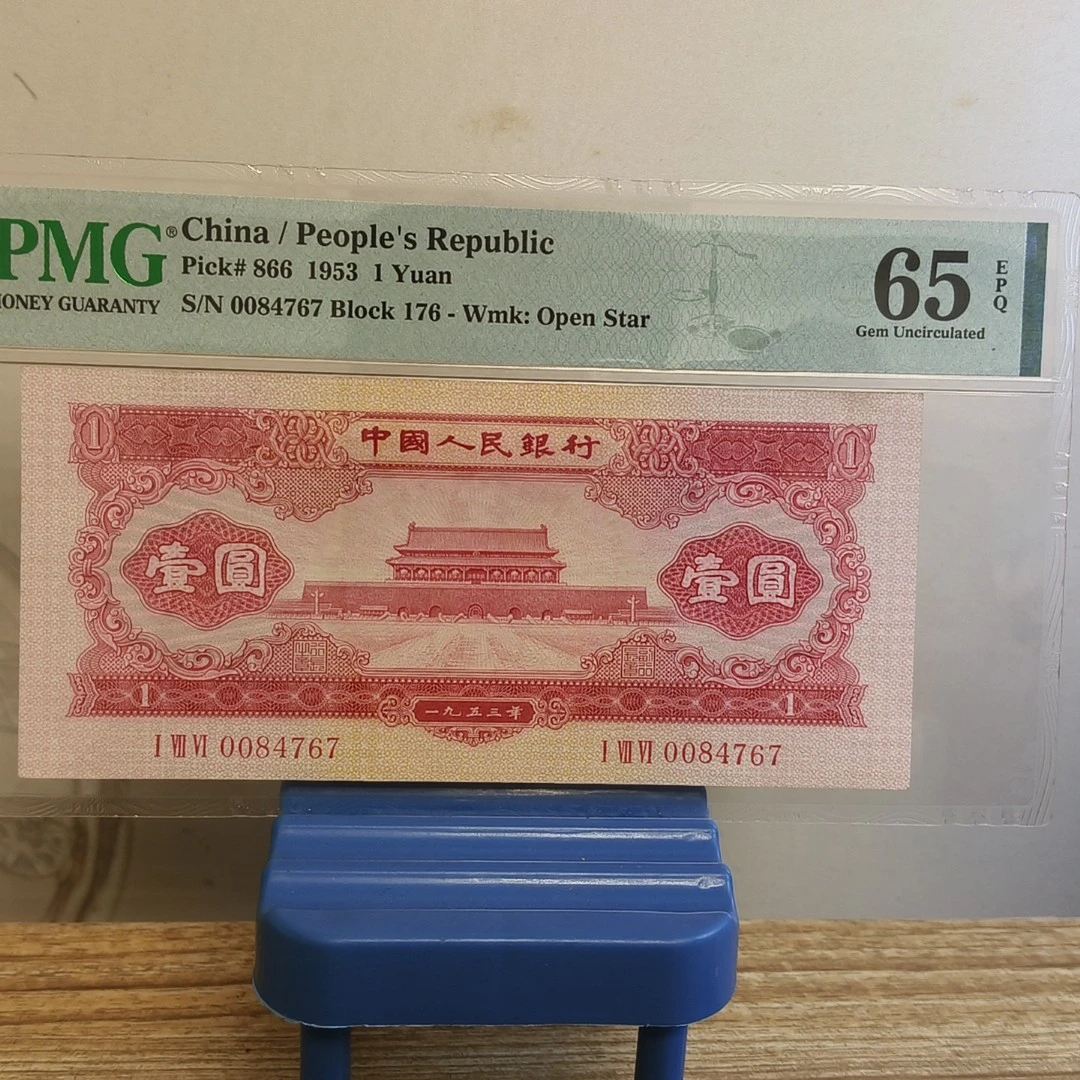 PMG® China / People's Republic
Pick# 866 1953 1 Yuan
MONEY GUARANTY S/N 0084767 Block 176 - Wmk: Open Star
65 EPQ
Gem Uncirculated
1 中國人民銀行 1
壹圓 壹圓
1 一九五三年 1
I VII VI 0084767 I VII VI 0084767